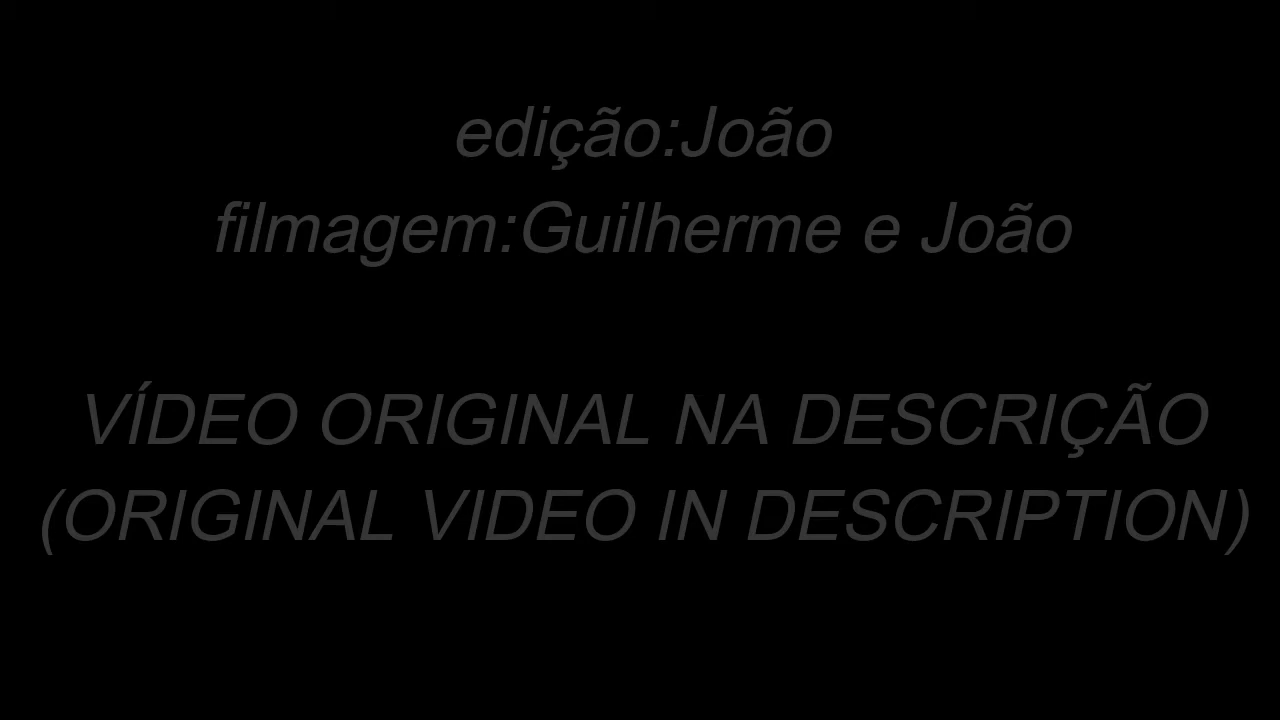 edição:João
filmagem:Guilherme e João
VÍDEO ORIGINAL NA DESCRIÇÃO
(ORIGINAL VIDEO IN DESCRIPTION)